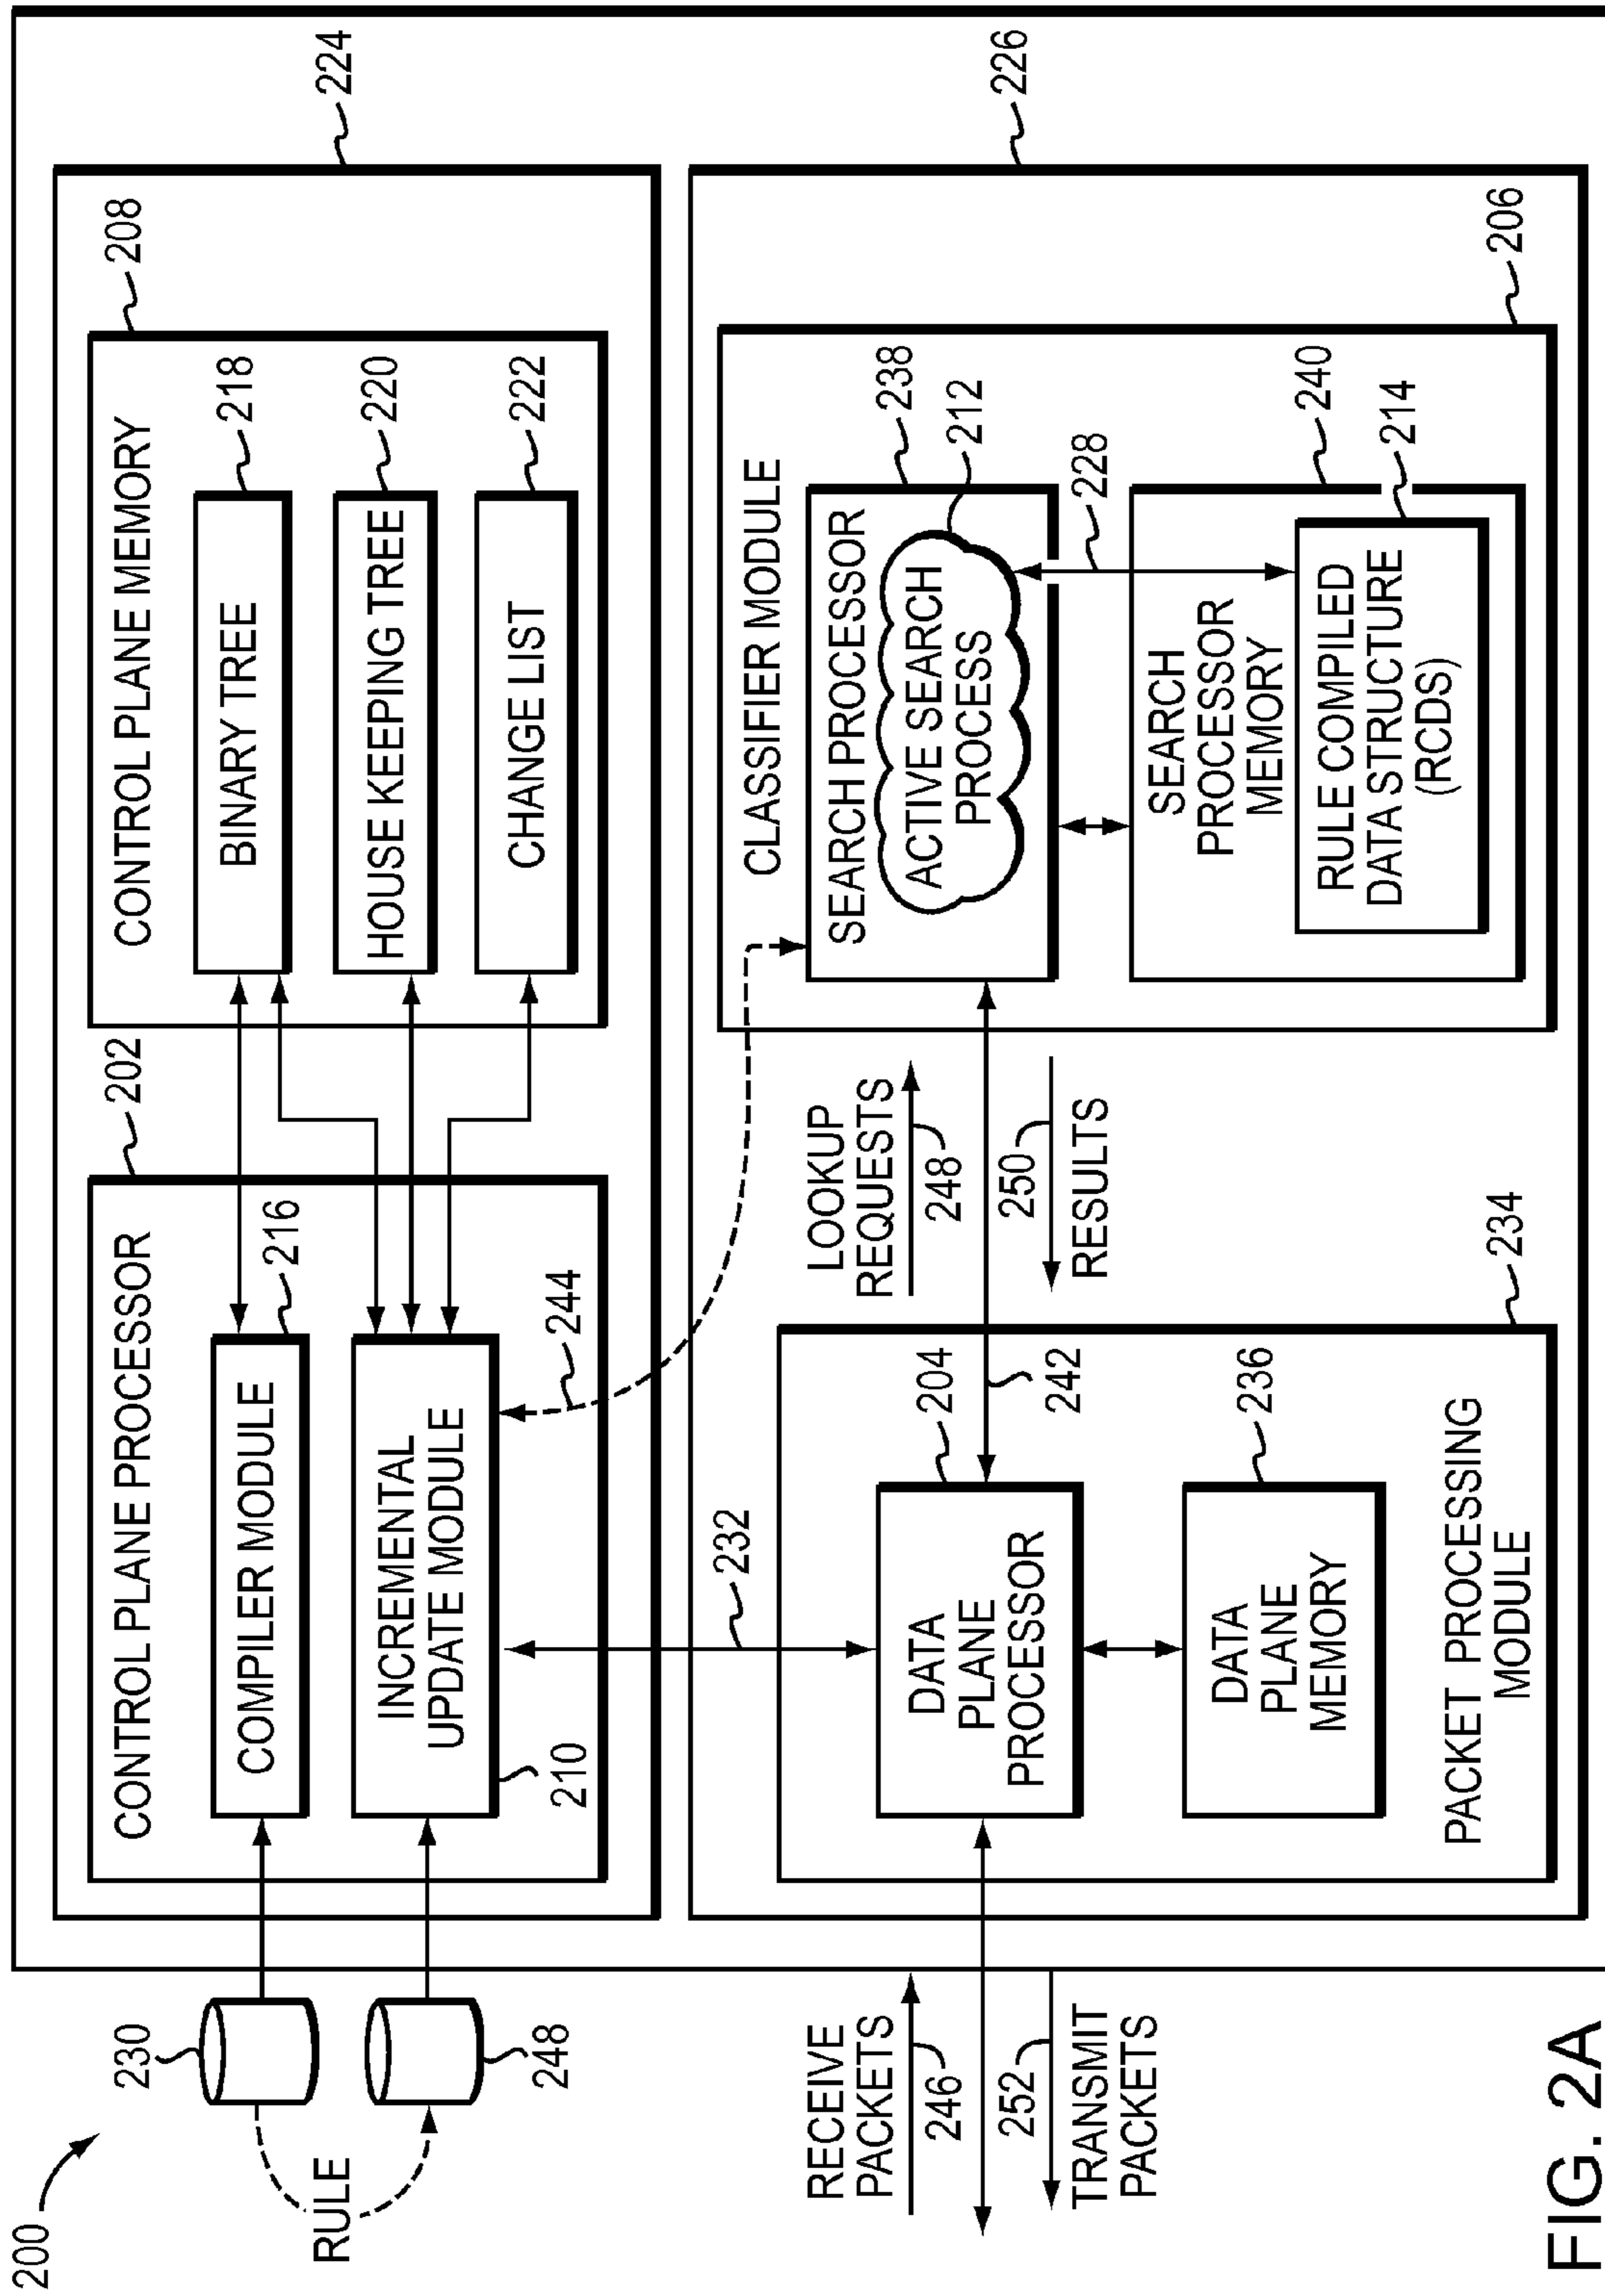 200
230
RULE
248
224
CONTROL PLANE PROCESSOR
202
COMPILER MODULE
216
INCREMENTAL
UPDATE MODULE
210
244
CONTROL PLANE MEMORY
208
BINARY TREE
218
HOUSE KEEPING TREE
220
CHANGE LIST
222
226
232
RECEIVE
PACKETS
246
252
TRANSMIT
PACKETS
DATA
PLANE
PROCESSOR
204
242
DATA
PLANE
MEMORY
236
PACKET PROCESSING
MODULE
234
LOOKUP
REQUESTS
248
250
RESULTS
CLASSIFIER MODULE
SEARCH PROCESSOR
238
ACTIVE SEARCH
PROCESS
212
228
SEARCH
PROCESSOR
MEMORY
240
RULE COMPILED
DATA STRUCTURE
(RCDS)
214
206
FIG. 2A